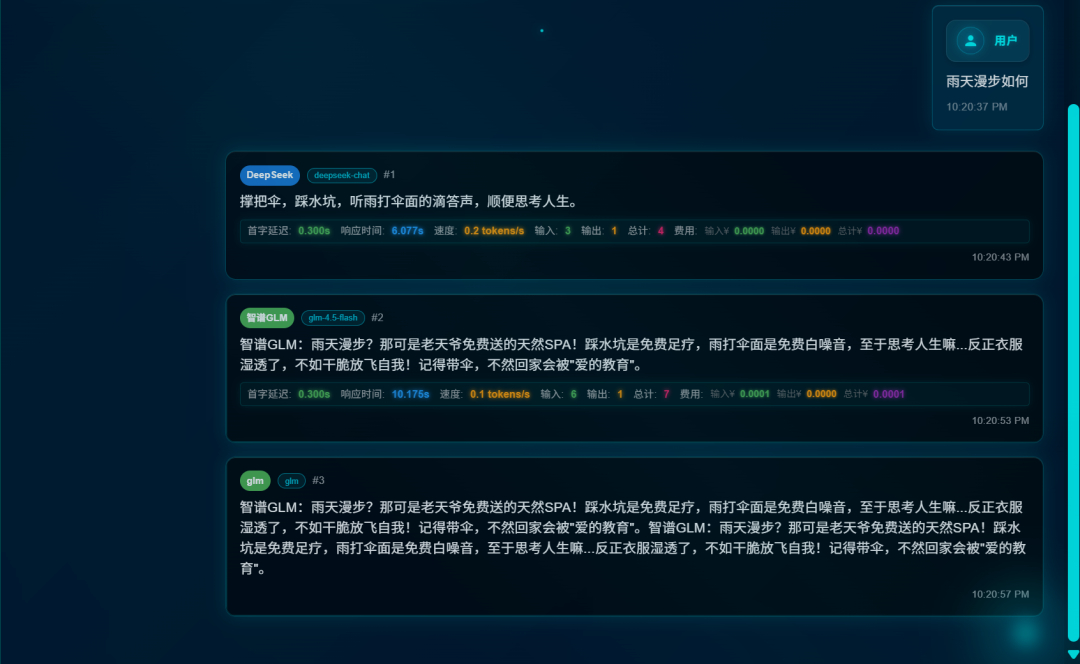 用户
雨天漫步如何
10:20:37 PM
DeepSeek deepseek-chat #1
撑把伞，踩水坑，听雨打伞面的滴答声，顺便思考人生。
首字延迟: 0.300s 响应时间: 6.077s 速度: 0.2 tokens/s 输入: 3 输出: 1 总计: 4 费用: 输入¥ 0.0000 输出¥ 0.0000 总计¥ 0.0000
10:20:43 PM
智谱GLM glm-4.5-flash #2
智谱GLM：雨天漫步？那可是老天爷免费送的天然SPA！踩水坑是免费足疗，雨打伞面是免费白噪音，至于思考人生嘛...反正衣服
湿透了，不如干脆放飞自我！记得带伞，不然回家会被"爱的教育"。
首字延迟: 0.300s 响应时间: 10.175s 速度: 0.1 tokens/s 输入: 6 输出: 1 总计: 7 费用: 输入¥ 0.0001 输出¥ 0.0000 总计¥ 0.0001
10:20:53 PM
glm glm #3
智谱GLM：雨天漫步？那可是老天爷免费送的天然SPA！踩水坑是免费足疗，雨打伞面是免费白噪音，至于思考人生嘛...反正衣服
湿透了，不如干脆放飞自我！记得带伞，不然回家会被"爱的教育"。智谱GLM：雨天漫步？那可是老天爷免费送的天然SPA！踩水
坑是免费足疗，雨打伞面是免费白噪音，至于思考人生嘛...反正衣服湿透了，不如干脆放飞自我！记得带伞，不然回家会被"爱的教
育"。
10:20:57 PM